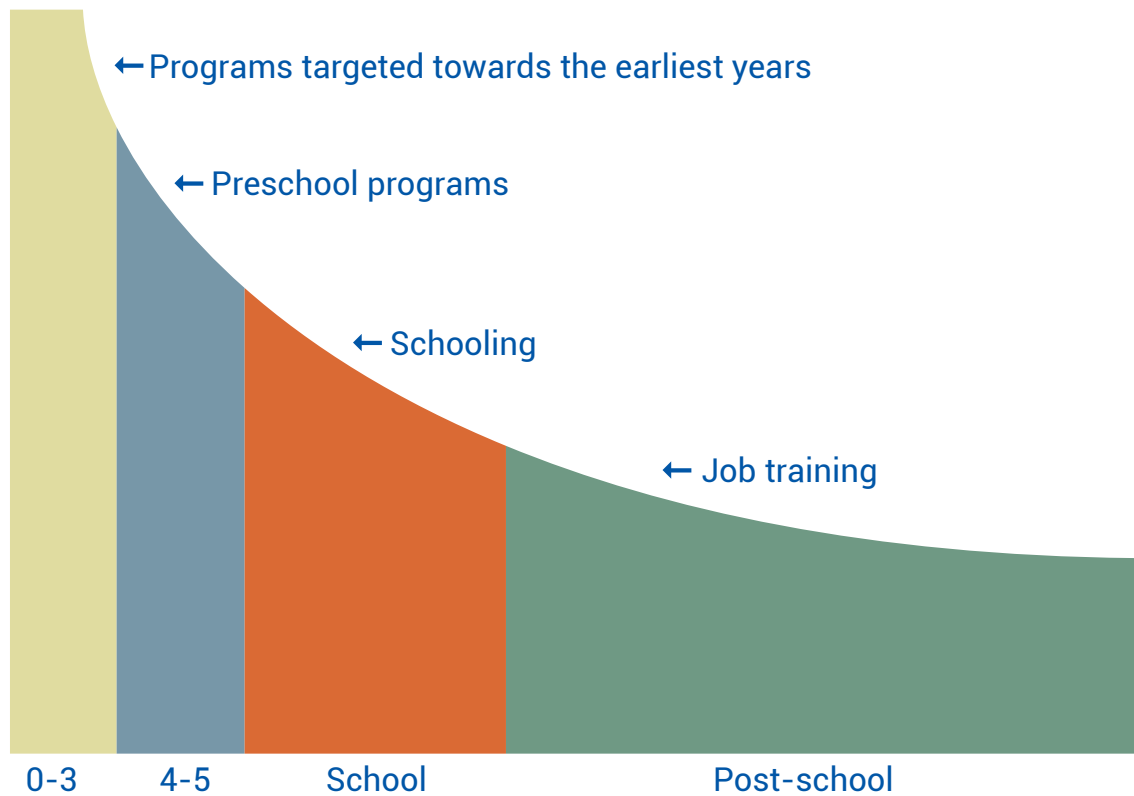 Programs targeted towards the earliest years
Preschool programs
Schooling
Job training
0-3
4-5
School
Post-school